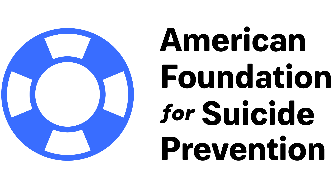 American
Foundation
for Suicide
Prevention